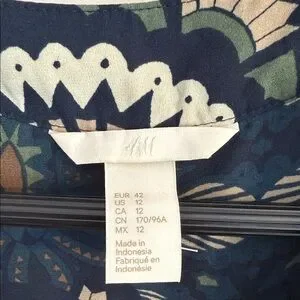 H&M
EUR 42
US 12
CA 12
CN 170/96A
MX 12
Made in
Indonesia
Fabriqué en
Indonésie